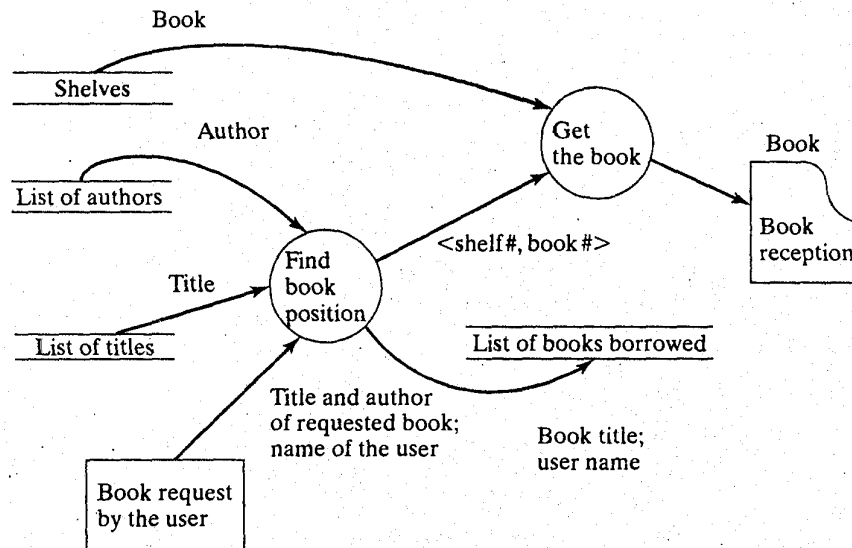 Book
Shelves
Author
Get
the book
Book
List of authors
Book
reception
<shelf#, book#>
Find
book
position
Title
List of titles
List of books borrowed
Title and author
of requested book;
name of the user
Book title;
user name
Book request
by the user